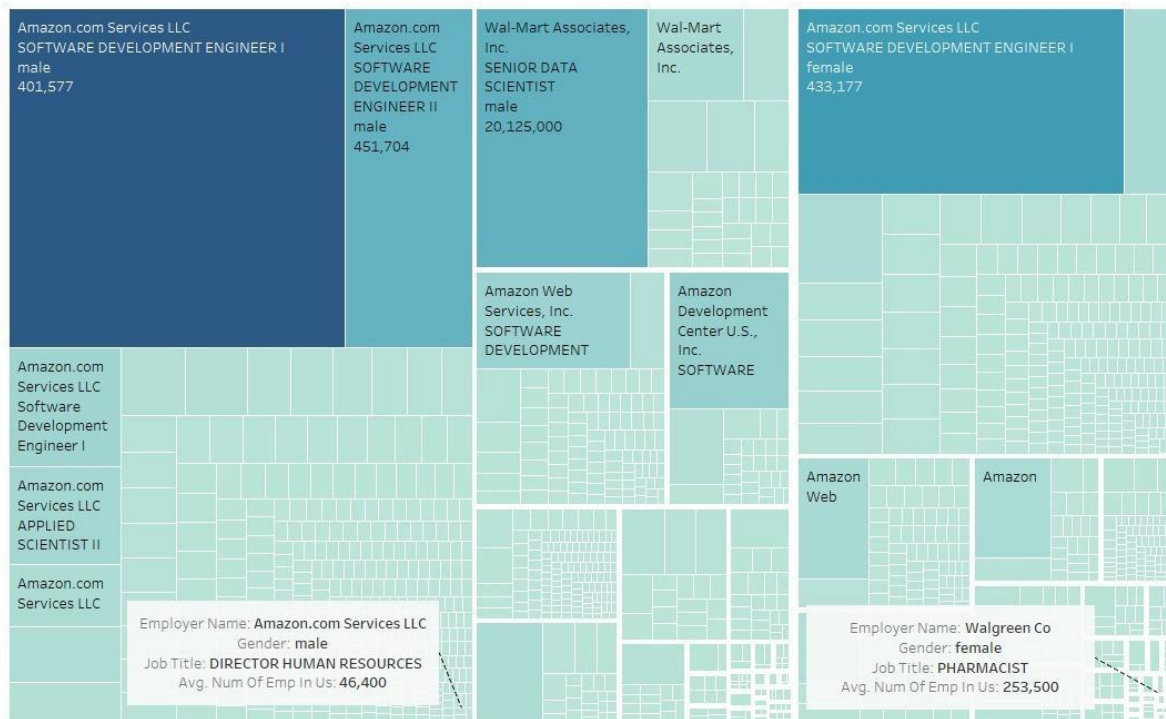 Amazon.com Services LLC
SOFTWARE DEVELOPMENT ENGINEER I
male
401,577
Amazon.com
Services LLC
SOFTWARE
DEVELOPMENT
ENGINEER II
male
451,704
Wal-Mart Associates,
Inc.
SENIOR DATA
SCIENTIST
male
20,125,000
Wal-Mart
Associates,
Inc.
Amazon.com Services LLC
SOFTWARE DEVELOPMENT ENGINEER I
female
433,177
Amazon Web
Services, Inc.
SOFTWARE
DEVELOPMENT
Amazon
Development
Center U.S.,
Inc.
SOFTWARE
Amazon.com
Services LLC
Software
Development
Engineer I
Amazon.com
Services LLC
APPLIED
SCIENTIST II
Amazon.com
Services LLC
Amazon
Web
Amazon
Employer Name: Amazon.com Services LLC
Gender: male
Job Title: DIRECTOR HUMAN RESOURCES
Avg. Num Of Emp In Us: 46,400
Employer Name: Walgreen Co
Gender: female
Job Title: PHARMACIST
Avg. Num Of Emp In Us: 253,500